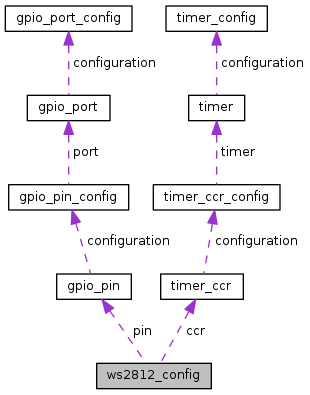 gpio_port_config timer_config
configuration configuration
gpio_port timer
port timer
gpio_pin_config timer_ccr_config
configuration configuration
gpio_pin timer_ccr
pin ccr
ws2812_config